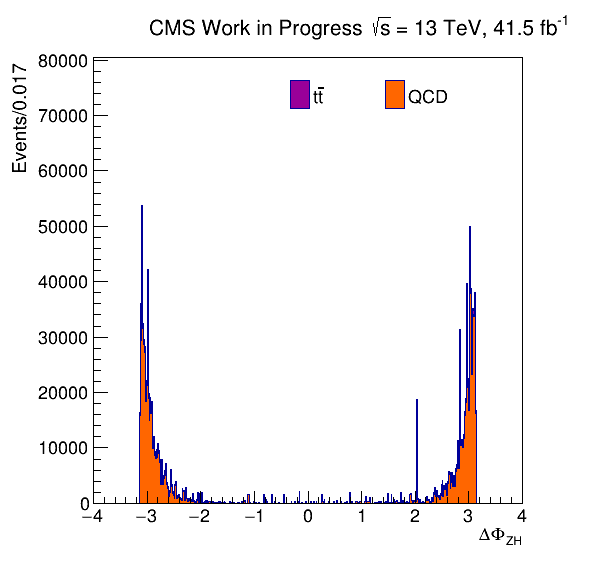 CMS Work in Progress √s = 13 TeV, 41.5 fb⁻¹
Events/0.017
tt̄
QCD
80000
70000
60000
50000
40000
30000
20000
10000
0
−4 −3 −2 −1 0 1 2 3 4
ΔΦZH